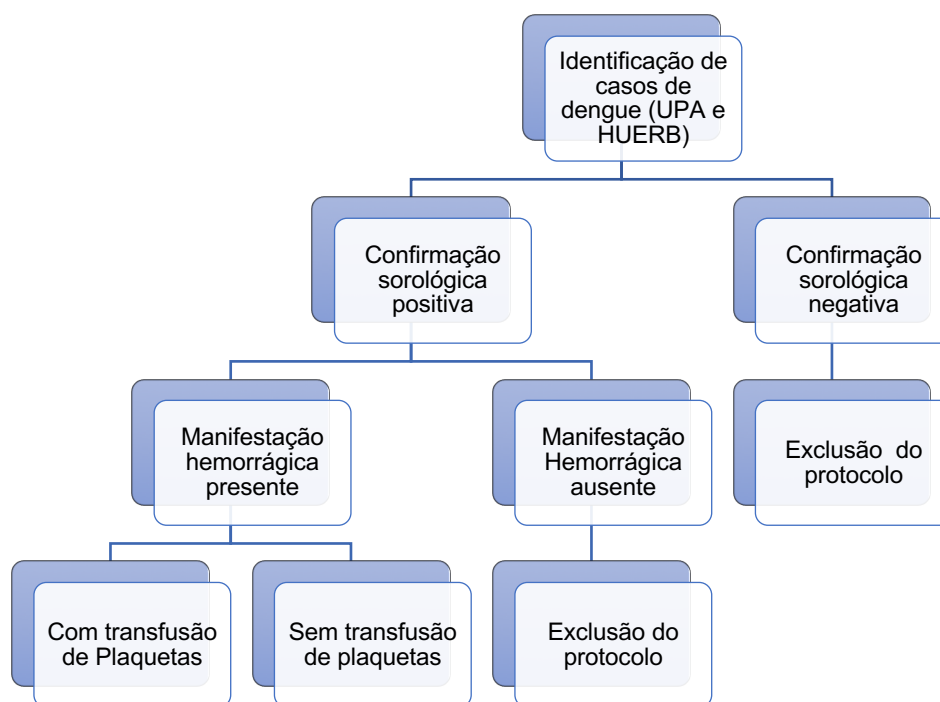 Identificação de
casos de
dengue (UPA e
HUERB)
Confirmação
sorológica
positiva
Confirmação
sorológica
negativa
Manifestação
hemorrágica
presente
Manifestação
Hemorrágica
ausente
Exclusão do
protocolo
Com transfusão
de Plaquetas
Sem transfusão
de plaquetas
Exclusão do
protocolo